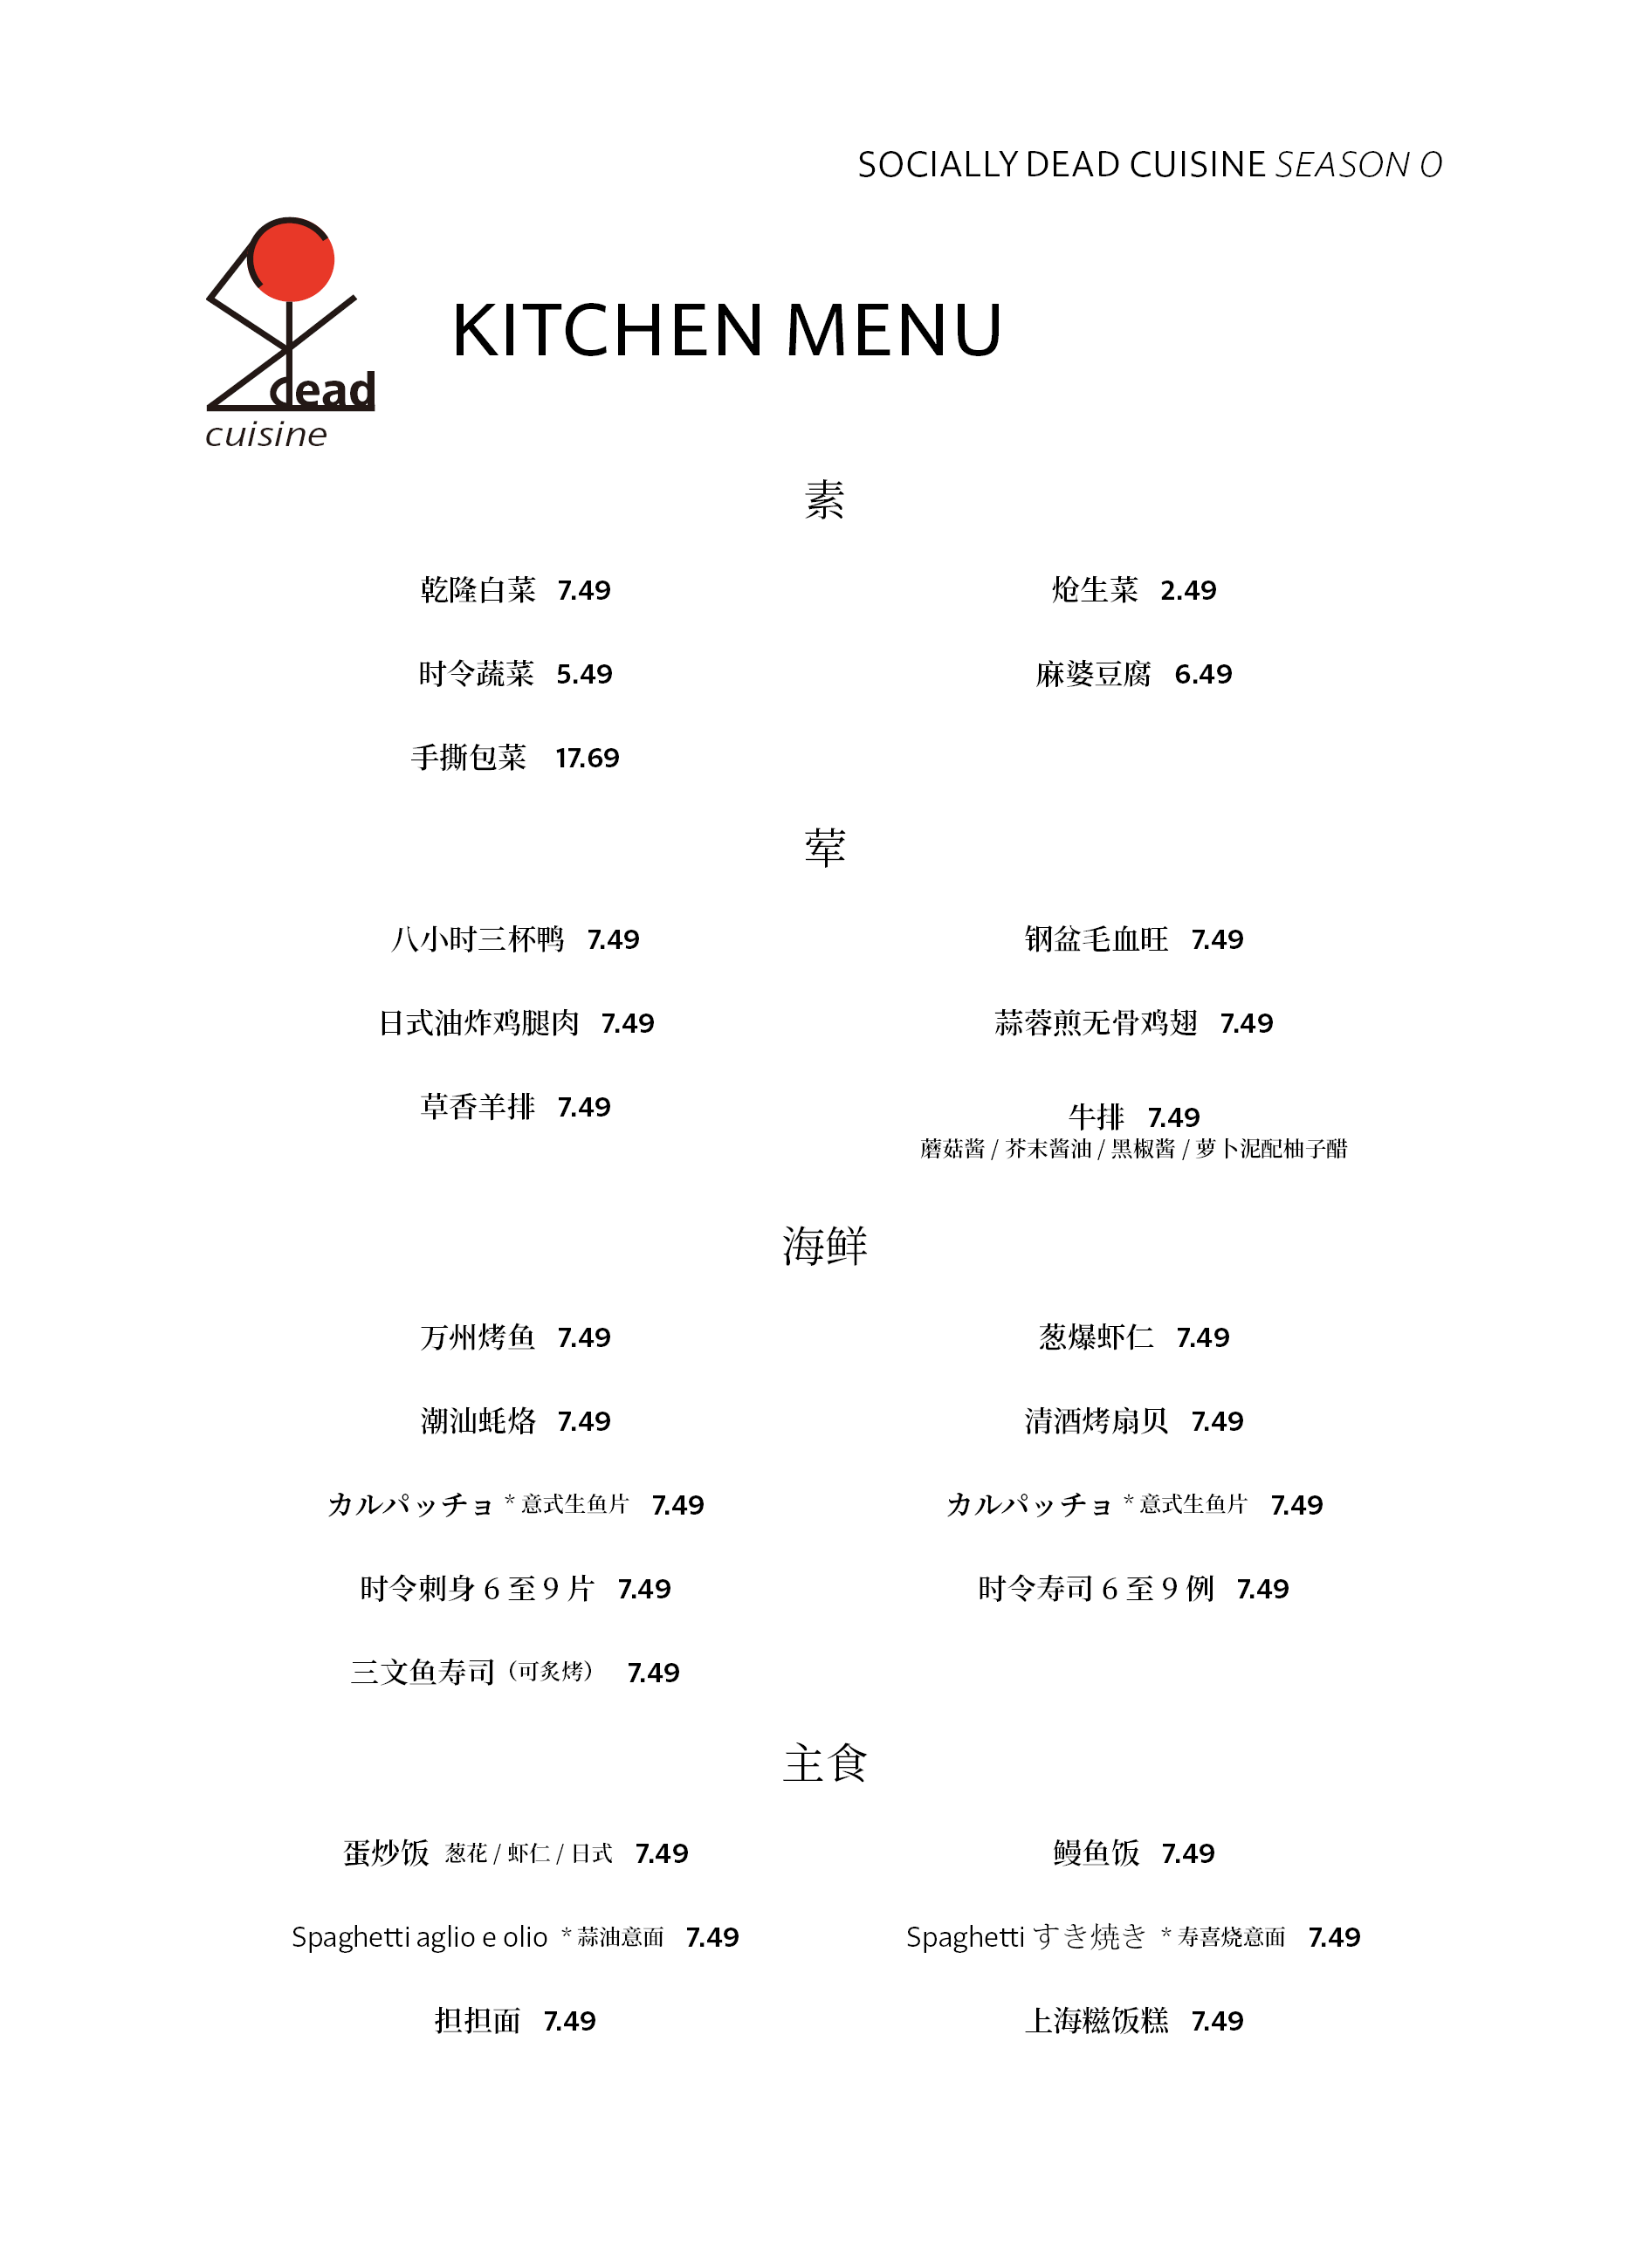 SOCIALLY DEAD CUISINE SEASON 0
dead
cuisine
KITCHEN MENU
素
乾隆白菜 7.49
炝生菜 2.49
时令蔬菜 5.49
麻婆豆腐 6.49
手撕包菜 17.69
荤
八小时三杯鸭 7.49
钢盆毛血旺 7.49
日式油炸鸡腿肉 7.49
蒜蓉煎无骨鸡翅 7.49
草香羊排 7.49
牛排 7.49
蘑菇酱 / 芥末酱油 / 黑椒酱 / 萝卜泥配柚子醋
海鲜
万州烤鱼 7.49
葱爆虾仁 7.49
潮汕蚝烙 7.49
清酒烤扇贝 7.49
カルパッチョ * 意式生鱼片 7.49
カルパッチョ * 意式生鱼片 7.49
时令刺身 6 至 9 片 7.49
时令寿司 6 至 9 例 7.49
三文鱼寿司（可炙烤） 7.49
主食
蛋炒饭 葱花 / 虾仁 / 日式 7.49
鳗鱼饭 7.49
Spaghetti aglio e olio * 蒜油意面 7.49
Spaghetti すき焼き * 寿喜烧意面 7.49
担担面 7.49
上海糍饭糕 7.49